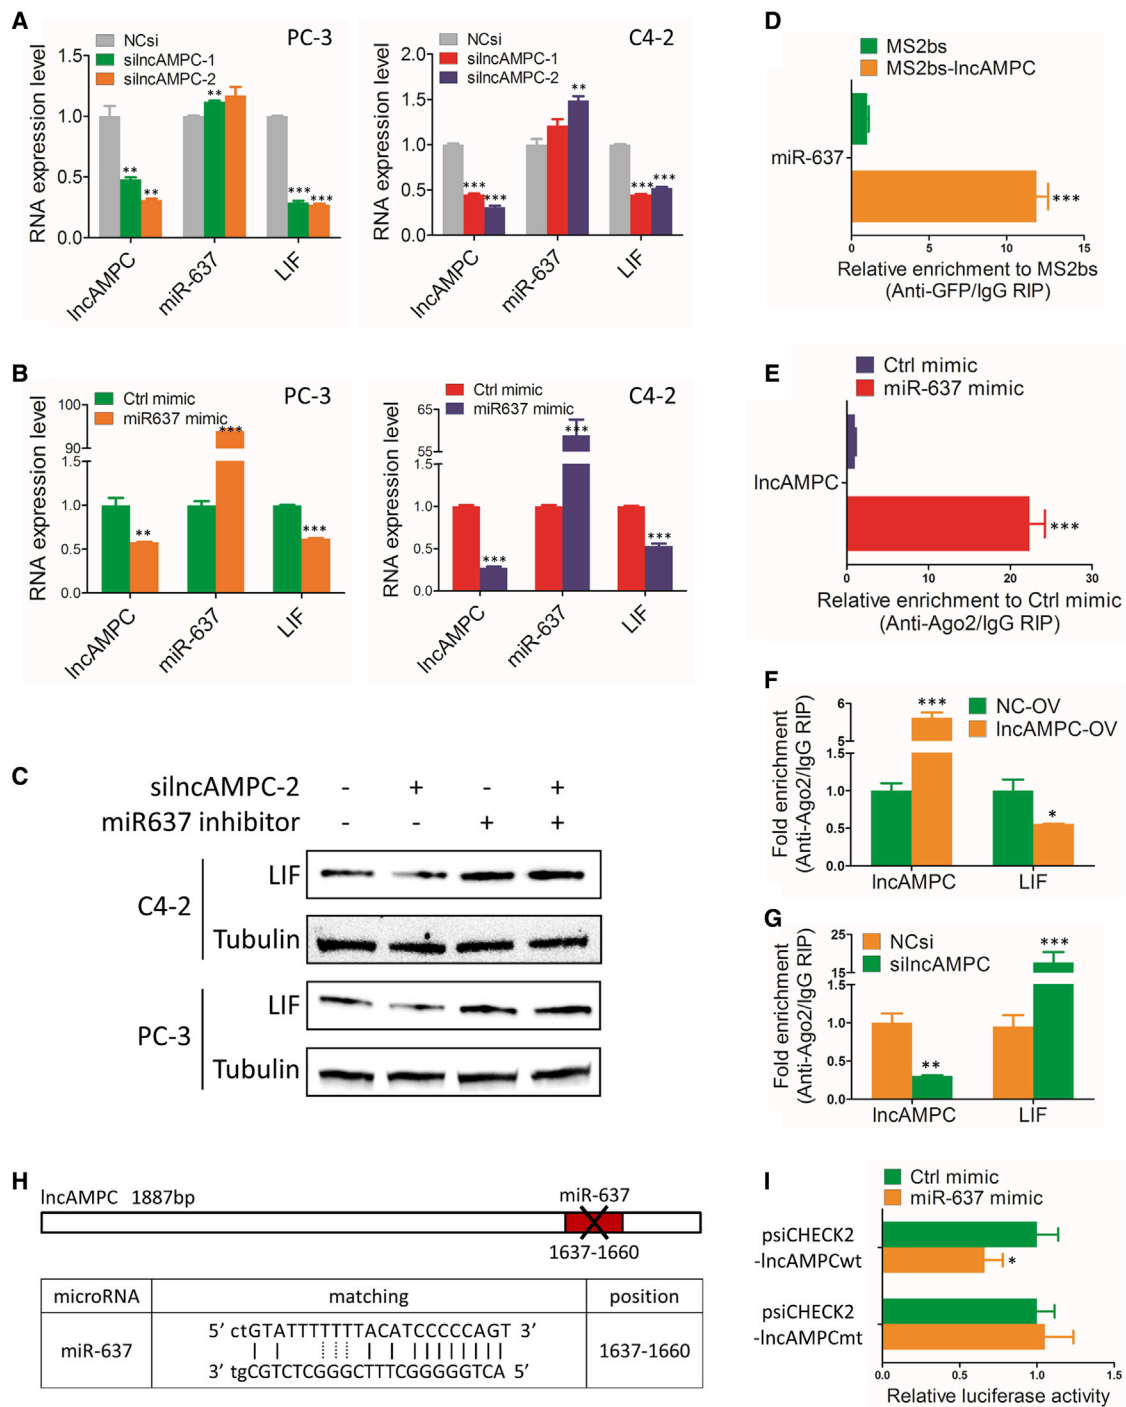 A
PC-3
NCsi
silncAMPC-1
silncAMPC-2
RNA expression level
1.5
1.0
0.5
0.0
**
**
**
***
***
lncAMPC
miR-637
LIF
C4-2
NCsi
silncAMPC-1
silncAMPC-2
RNA expression level
2.0
1.5
1.0
0.5
0.0
***
***
**
***
***
lncAMPC
miR-637
LIF
B
PC-3
Ctrl mimic
miR637 mimic
RNA expression level
100
90
1.5
1.0
0.5
0.0
**
***
***
lncAMPC
miR-637
LIF
C4-2
Ctrl mimic
miR637 mimic
RNA expression level
65
55
1.5
1.0
0.5
0.0
***
***
***
lncAMPC
miR-637
LIF
C
silncAMPC-2 - + - +
miR637 inhibitor - - + +
C4-2
LIF
Tubulin
PC-3
LIF
Tubulin
D
MS2bs
MS2bs-lncAMPC
miR-637
***
0 5 10 15
Relative enrichment to MS2bs
(Anti-GFP/IgG RIP)
E
Ctrl mimic
miR-637 mimic
lncAMPC
***
0 10 20 30
Relative enrichment to Ctrl mimic
(Anti-Ago2/IgG RIP)
F
NC-OV
lncAMPC-OV
Fold enrichment
(Anti-Ago2/IgG RIP)
6
5
1.5
1.0
0.5
0.0
***
*
lncAMPC
LIF
G
NCsi
silncAMPC
Fold enrichment
(Anti-Ago2/IgG RIP)
25
15
1.5
1.0
0.5
0.0
**
***
lncAMPC
LIF
H
lncAMPC 1887bp
miR-637
1637-1660
microRNA matching position
5’ ctGTATTTTTTTACATCCCCCAGT 3’
miR-637
1637-1660
3’ tgCGTCTCGGGCTTTCGGGGGTCA 5’
I
Ctrl mimic
miR-637 mimic
psiCHECK2
-lncAMPCwt
*
psiCHECK2
-lncAMPCmt
0.0 0.5 1.0 1.5
Relative luciferase activity